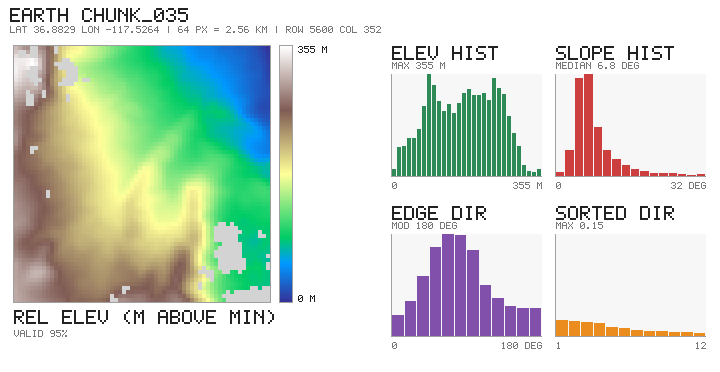 EARTH CHUNK_035
LAT 36.8829 LON -117.5264 | 64 PX = 2.56 KM | ROW 5600 COL 352
355 M
0 M
REL ELEV (M ABOVE MIN)
VALID 95%
ELEV HIST
MAX 355 M
0 355 M
SLOPE HIST
MEDIAN 6.8 DEG
0 32 DEG
EDGE DIR
MOD 180 DEG
0 180 DEG
SORTED DIR
MAX 0.15
1 12